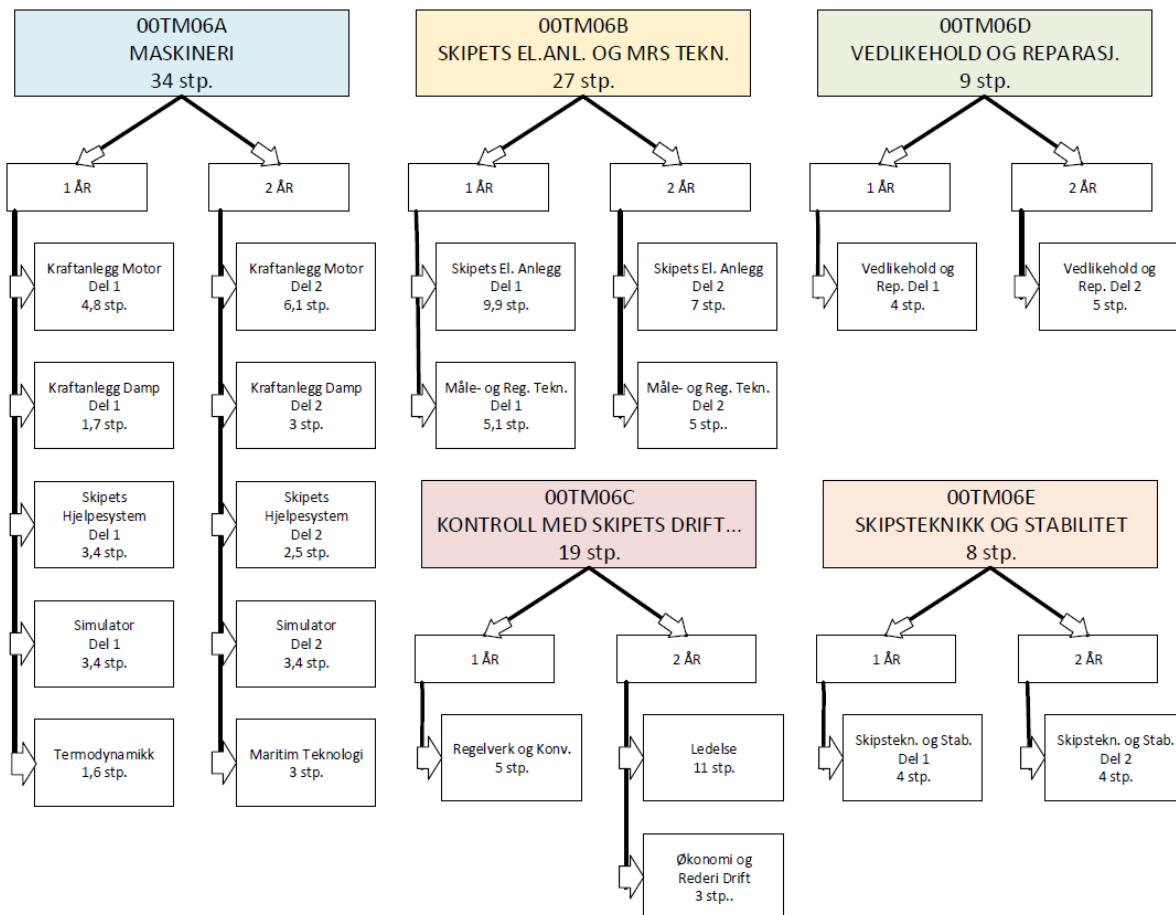 00TM06A
MASKINERI
34 stp.
1 ÅR
Kraftanlegg Motor
Del 1
4,8 stp.
Kraftanlegg Damp
Del 1
1,7 stp.
Skipets
Hjelpesystem
Del 1
3,4 stp.
Simulator
Del 1
3,4 stp.
Termodynamikk
1,6 stp.
2 ÅR
Kraftanlegg Motor
Del 2
6,1 stp.
Kraftanlegg Damp
Del 2
3 stp.
Skipets
Hjelpesystem
Del 2
2,5 stp.
Simulator
Del 2
3,4 stp.
Maritim Teknologi
3 stp.
00TM06B
SKIPETS EL.ANL. OG MRS TEKN.
27 stp.
1 ÅR
Skipets El. Anlegg
Del 1
9,9 stp.
Måle- og Reg. Tekn.
Del 1
5,1 stp.
2 ÅR
Skipets El. Anlegg
Del 2
7 stp.
Måle- og Reg. Tekn.
Del 2
5 stp..
00TM06D
VEDLIKEHOLD OG REPARASJ.
9 stp.
1 ÅR
Vedlikehold og
Rep. Del 1
4 stp.
2 ÅR
Vedlikehold og
Rep. Del 2
5 stp.
00TM06C
KONTROLL MED SKIPETS DRIFT...
19 stp.
1 ÅR
Regelverk og Konv.
5 stp.
2 ÅR
Ledelse
11 stp.
Økonomi og
Rederi Drift
3 stp..
00TM06E
SKIPSTEKNIKK OG STABILITET
8 stp.
1 ÅR
Skipstekn. og Stab.
Del 1
4 stp.
2 ÅR
Skipstekn. og Stab.
Del 2
4 stp.